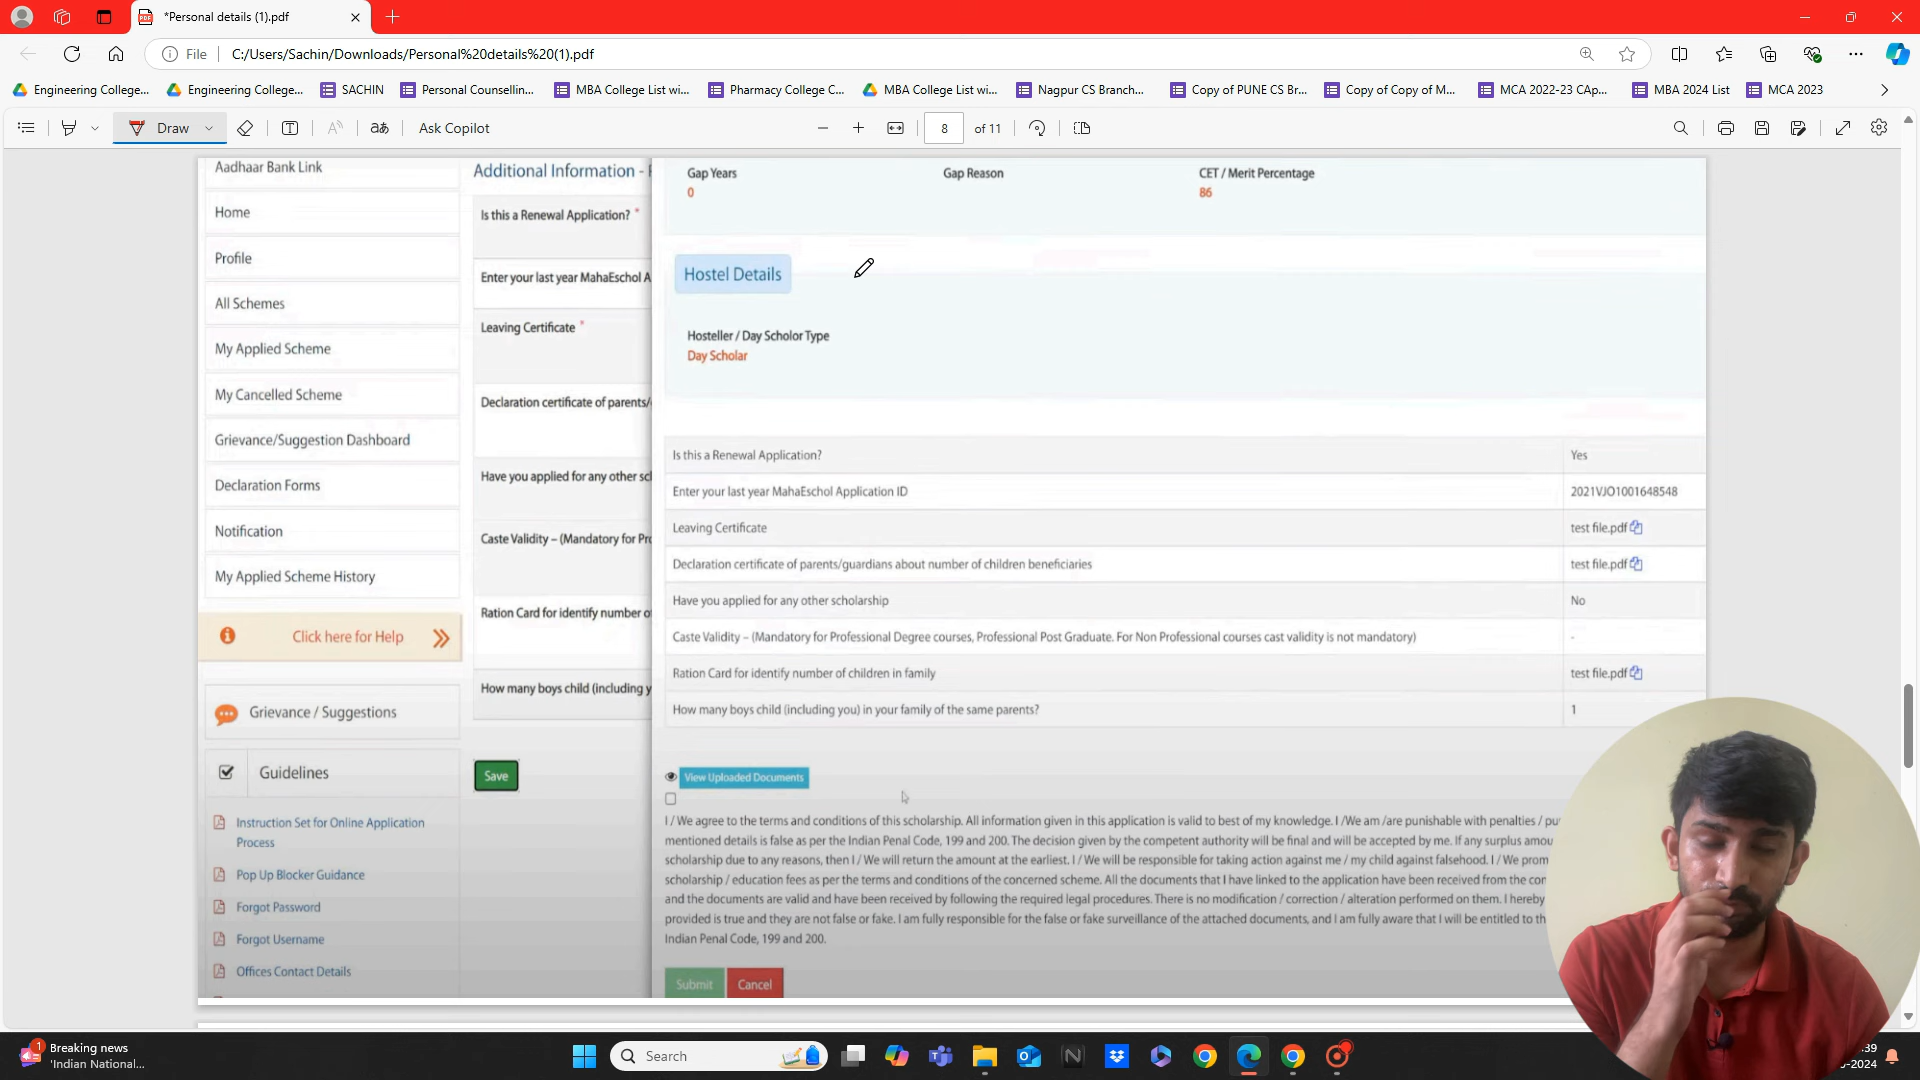 *Personal details (1).pdf
File
C:/Users/Sachin/Downloads/Personal%20details%20(1).pdf
Engineering College...
Engineering College...
SACHIN
Personal Counsellin...
MBA College List wi...
Pharmacy College C...
MBA College List wi...
Nagpur CS Branch...
Copy of PUNE CS Br...
Copy of Copy of M...
MCA 2022-23 CAp...
MBA 2024 List
MCA 2023
Draw
Ask Copilot
8
of 11
Aadhaar Bank Link
Home
Profile
All Schemes
My Applied Scheme
My Cancelled Scheme
Grievance/Suggestion Dashboard
Declaration Forms
Notification
My Applied Scheme History
Click here for Help
Grievance / Suggestions
Guidelines
Instruction Set for Online Application
Process
Pop Up Blocker Guidance
Forgot Password
Forgot Username
Offices Contact Details
Additional Information -
Is this a Renewal Application? *
Enter your last year MahaEschol A
Leaving Certificate *
Declaration certificate of parents/
Have you applied for any other scl
Caste Validity – (Mandatory for Pr
Ration Card for identify number o
How many boys child (including y
Save
Gap Years
0
Gap Reason
CET / Merit Percentage
86
Hostel Details
Hosteller / Day Scholor Type
Day Scholar
Is this a Renewal Application? Yes
Enter your last year MahaEschol Application ID 2021VJO1001648548
Leaving Certificate test file.pdf
Declaration certificate of parents/guardians about number of children beneficiaries test file.pdf
Have you applied for any other scholarship No
Caste Validity – (Mandatory for Professional Degree courses, Professional Post Graduate. For Non Professional courses cast validity is not mandatory) -
Ration Card for identify number of children in family test file.pdf
How many boys child (including you) in your family of the same parents? 1
View Uploaded Documents
I / We agree to the terms and conditions of this scholarship. All information given in this application is valid to best of my knowledge. I /We am /are punishable with penalties / pu
mentioned details is false as per the Indian Penal Code, 199 and 200. The decision given by the competent authority will be final and will be accepted by me. If any surplus amou
scholarship due to any reasons, then I / We will return the amount at the earliest. I / We will be responsible for taking action against me / my child against falsehood. I / We prom
scholarship / education fees as per the terms and conditions of the concerned scheme. All the documents that I have linked to the application have been received from the con
and the documents are valid and have been received by following the required legal procedures. There is no modification / correction / alteration performed on them. I hereby
provided is true and they are not false or fake. I am fully responsible for the false or fake surveillance of the attached documents, and I am fully aware that I will be entitled to th
Indian Penal Code, 199 and 200.
Submit
Cancel
1
Breaking news
'Indian National...
Search
:39
-2024